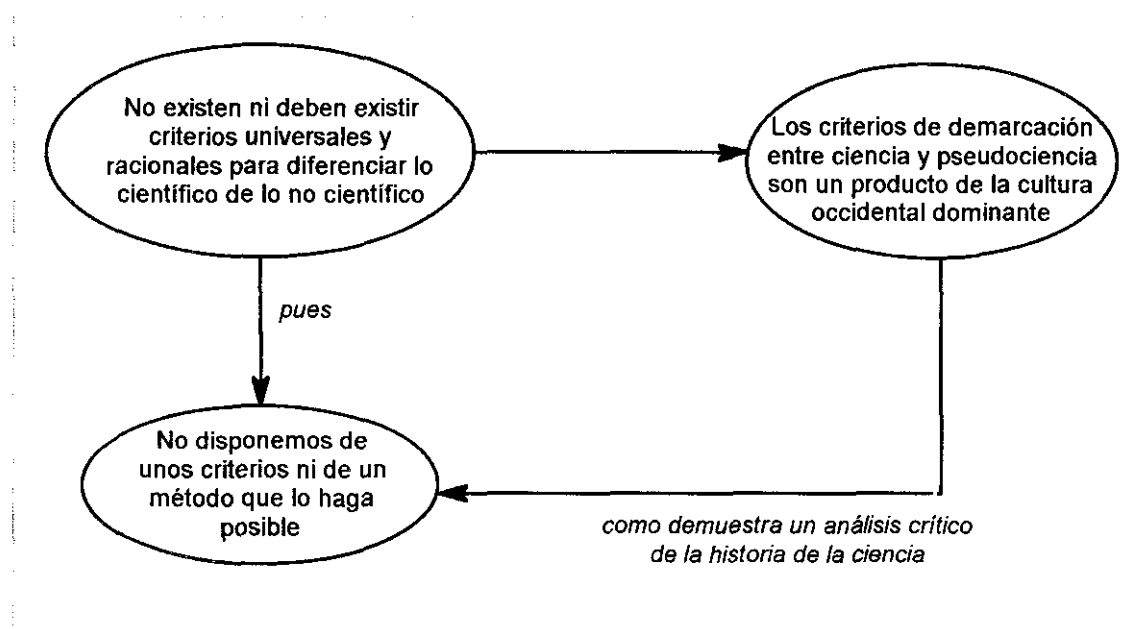 No existen ni deben existir
criterios universales y
racionales para diferenciar lo
científico de lo no científico
Los criterios de demarcación
entre ciencia y pseudociencia
son un producto de la cultura
occidental dominante
pues
No disponemos de
unos criterios ni de un
método que lo haga
posible
como demuestra un análisis crítico
de la historia de la ciencia